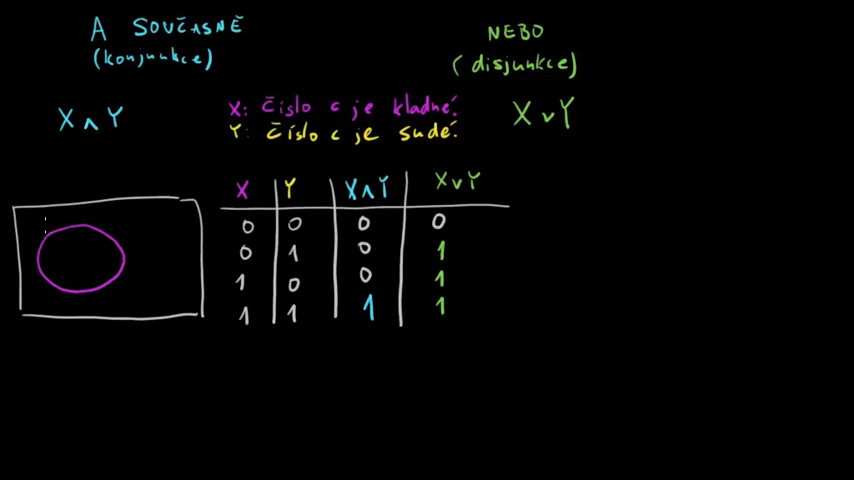 A SOUČASNĚ
(konjunkce)
NEBO
(disjunkce)
X ∧ Y
X: číslo c je kladné.
Y: číslo c je sudé.
X ∨ Y
X Y X∧Y X∨Y
0 0 0 0
0 1 0 1
1 0 0 1
1 1 1 1